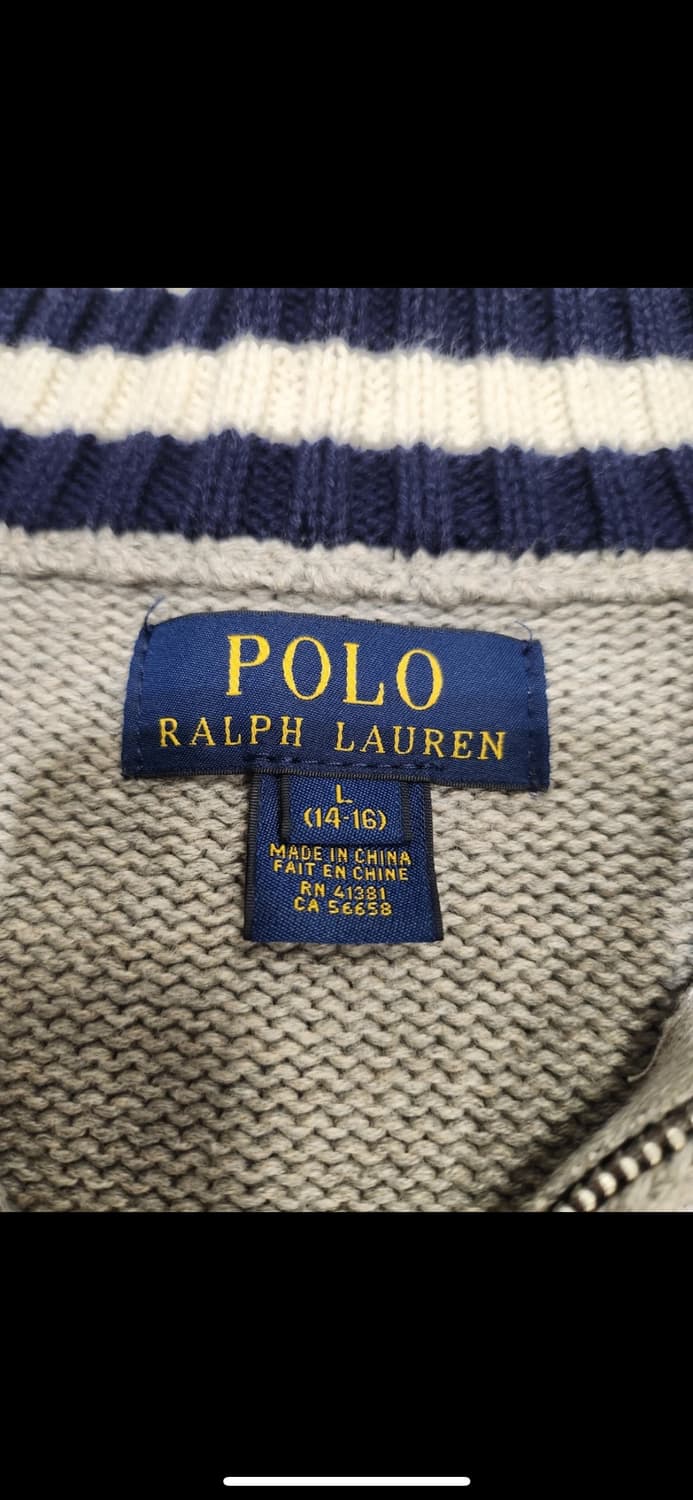 POLO
RALPH LAUREN
L
(14-16)
MADE IN CHINA
FAIT EN CHINE
RN 41381
CA 56658